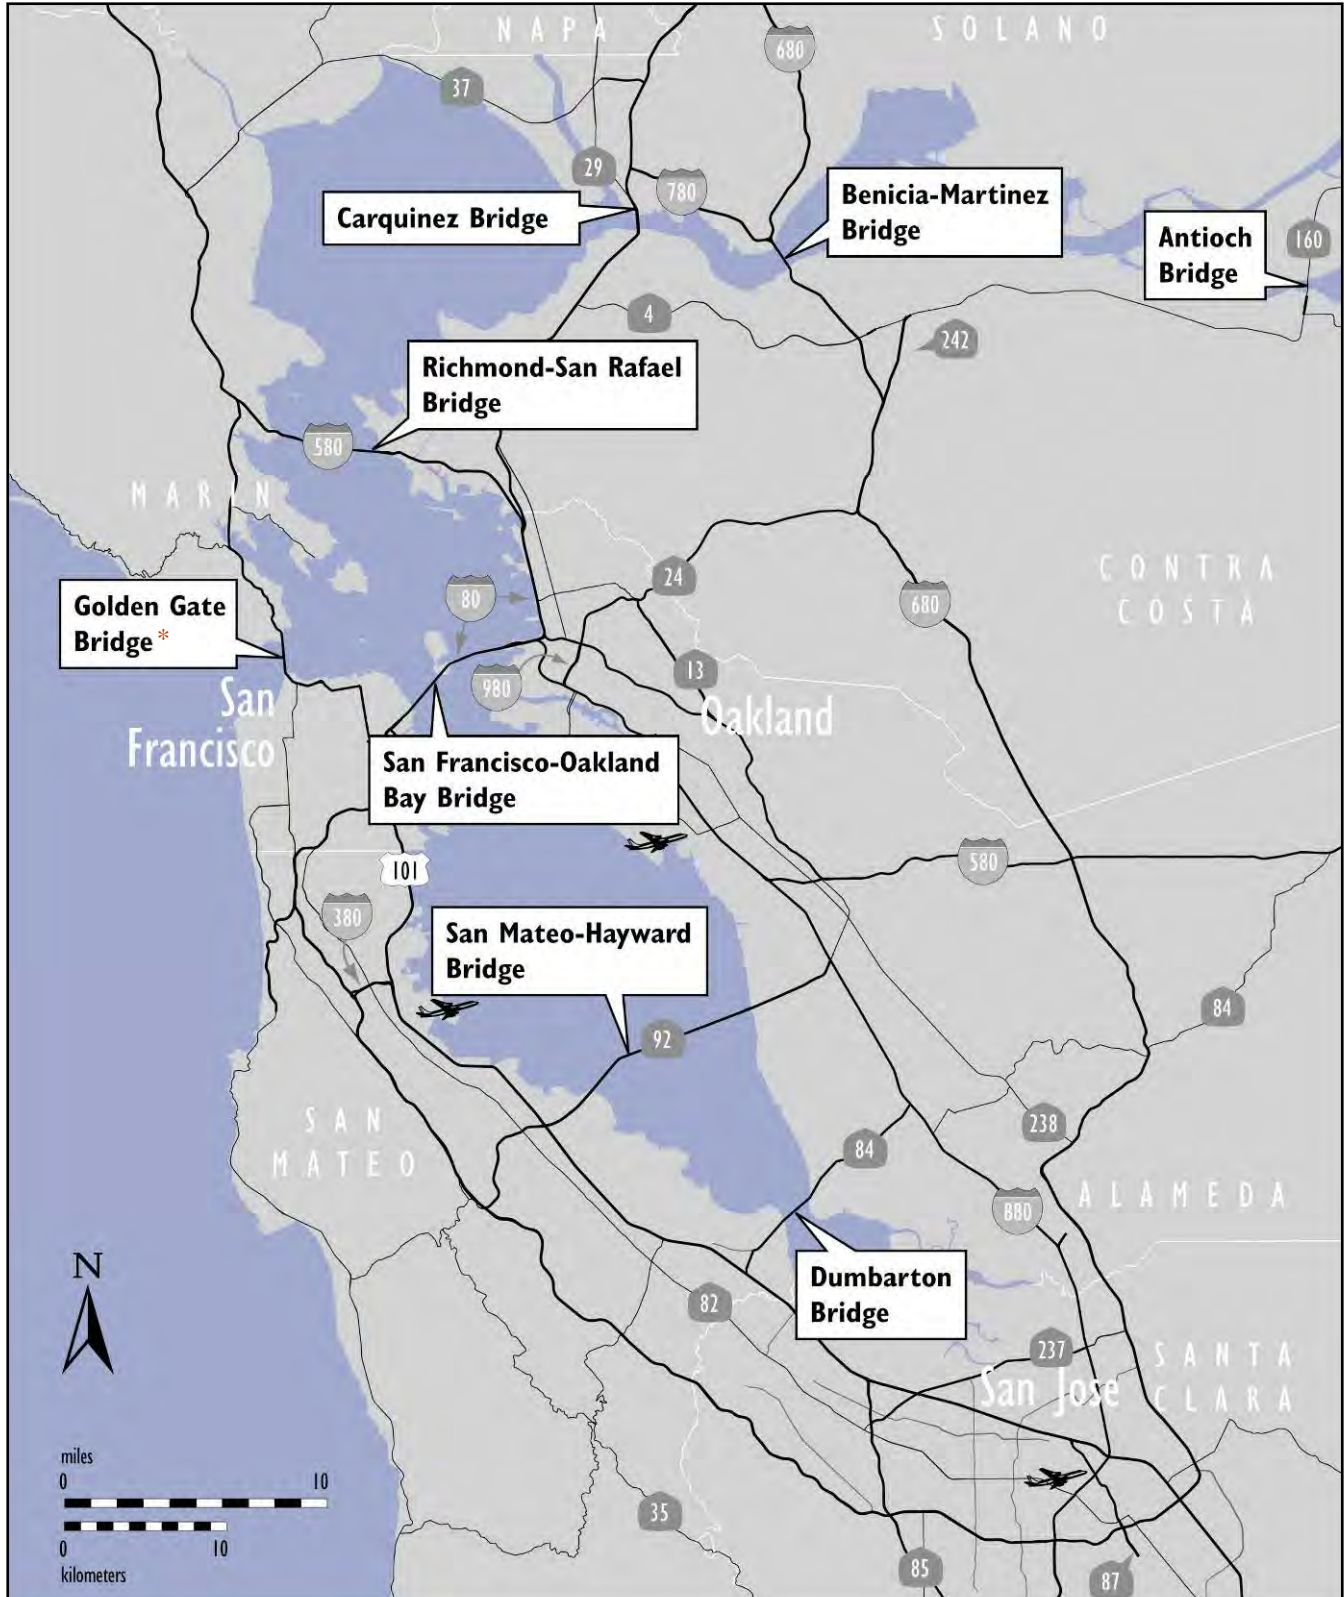 NAPA
SOLANO
680
37
29
780
Carquinez Bridge
Benicia-Martinez
Bridge
Antioch
Bridge
160
4
242
Richmond-San Rafael
Bridge
580
MARIN
24
80
680
CONTRA
COSTA
Golden Gate
Bridge*
13
980
San
Francisco
Oakland
San Francisco-Oakland
Bay Bridge
101
580
380
San Mateo-Hayward
Bridge
84
92
SAN
MATEO
238
84
880
ALAMEDA
N
Dumbarton
Bridge
82
237
SANTA
CLARA
San Jose
miles
0 10
0 10
kilometers
35
85
87